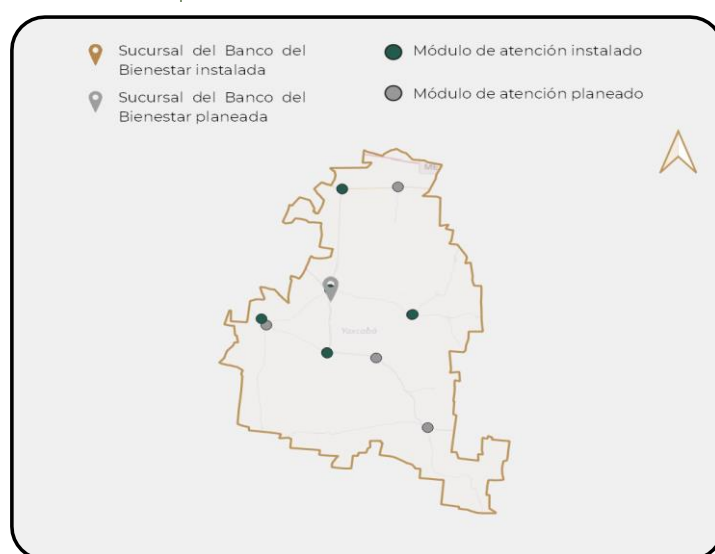 Sucursal del Banco del
Bienestar instalada
Módulo de atención instalado
Sucursal del Banco del
Bienestar planeada
Módulo de atención planeado
Yaxcabá